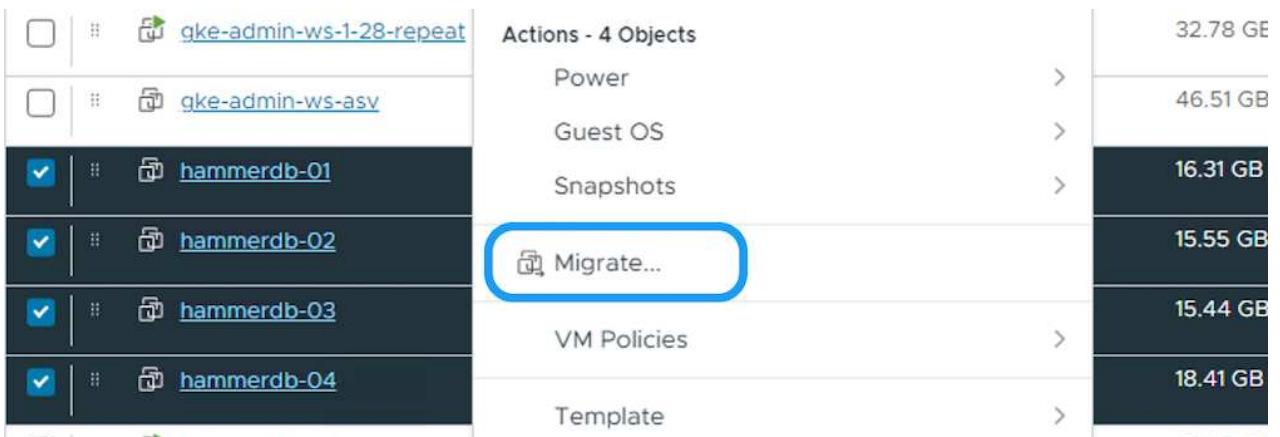 gke-admin-ws-1-28-repeat
gke-admin-ws-asv
hammerdb-01
hammerdb-02
hammerdb-03
hammerdb-04
Actions - 4 Objects
Power
Guest OS
Snapshots
Migrate...
VM Policies
Template
32.78 GB
46.51 GB
16.31 GB
15.55 GB
15.44 GB
18.41 GB